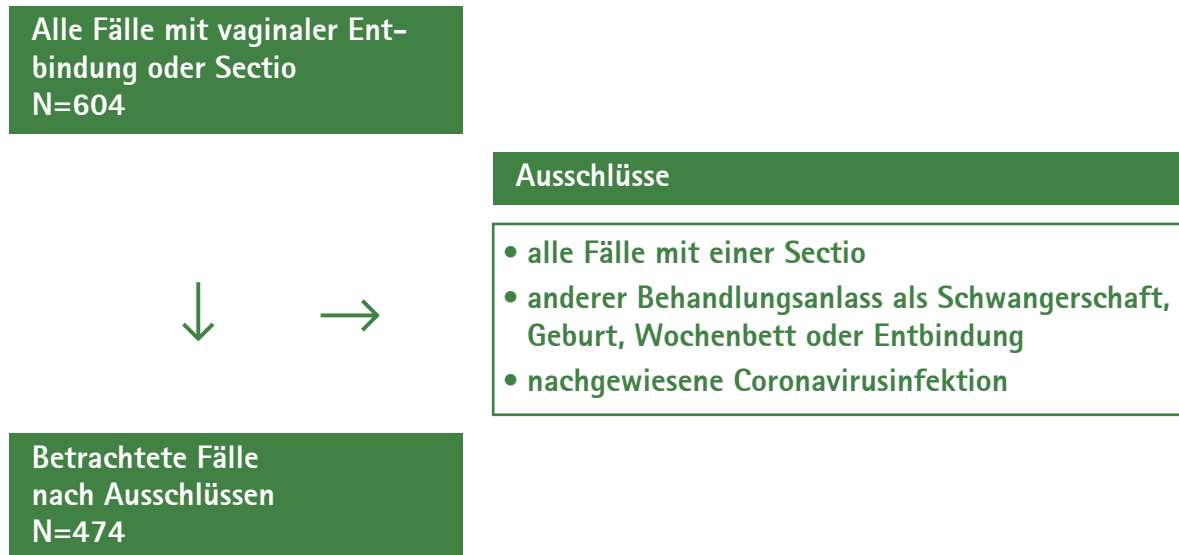 Alle Fälle mit vaginaler Ent-
bindung oder Sectio
N=604
Ausschlüsse
• alle Fälle mit einer Sectio
• anderer Behandlungsanlass als Schwangerschaft,
Geburt, Wochenbett oder Entbindung
• nachgewiesene Coronavirusinfektion
Betrachtete Fälle
nach Ausschlüssen
N=474